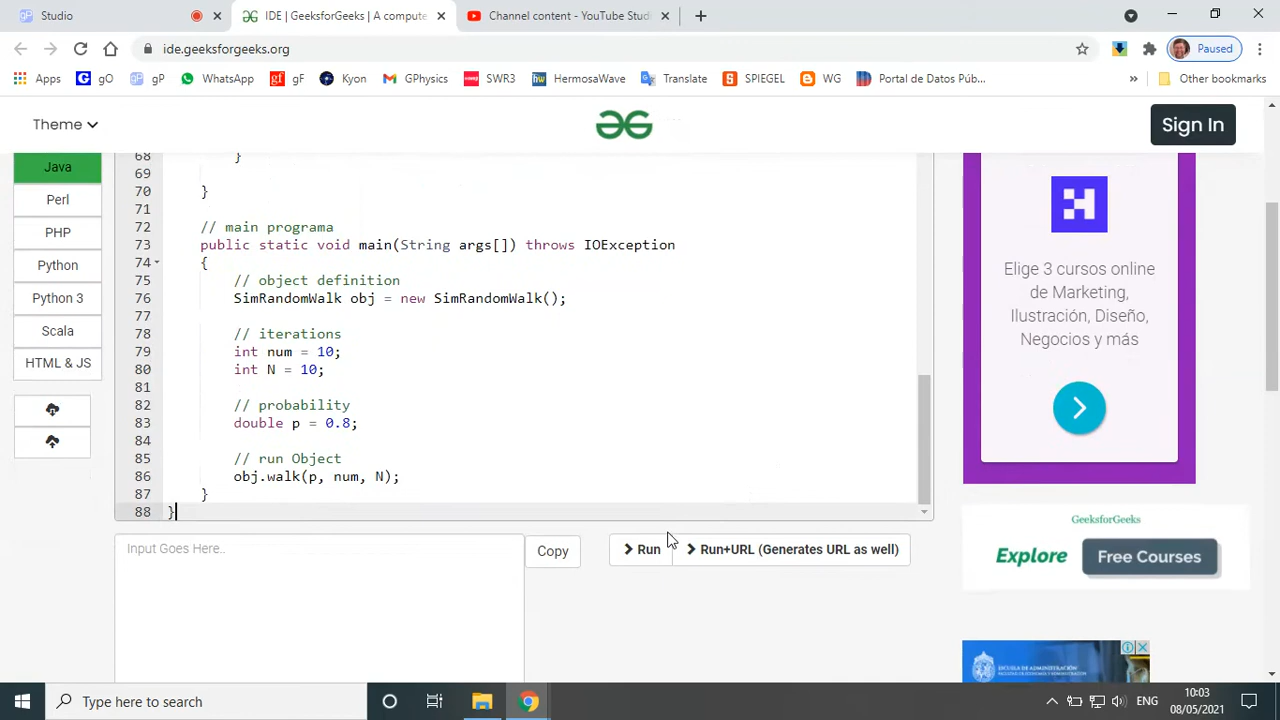 Studio
IDE | GeeksforGeeks | A compute
Channel content - YouTube Studi
ide.geeksforgeeks.org
Paused
Apps
gO
gP
WhatsApp
gF
Kyon
GPhysics
SWR3
HermosaWave
Translate
SPIEGEL
WG
Portal de Datos Púb...
»
Other bookmarks
Theme
Sign In
Java
Perl
PHP
Python
Python 3
Scala
HTML & JS
68 }
69
70 }
71
72 // main programa
73 public static void main(String args[]) throws IOException
74 {
75 // object definition
76 SimRandomWalk obj = new SimRandomWalk();
77
78 // iterations
79 int num = 10;
80 int N = 10;
81
82 // probability
83 double p = 0.8;
84
85 // run Object
86 obj.walk(p, num, N);
87 }
88 }
Input Goes Here..
Copy
Run
Run+URL (Generates URL as well)
Elige 3 cursos online
de Marketing,
Ilustración, Diseño,
Negocios y más
GeeksforGeeks
Explore
Free Courses
ESCUELA DE ADMINISTRACIÓN
Type here to search
ENG
10:03
08/05/2021